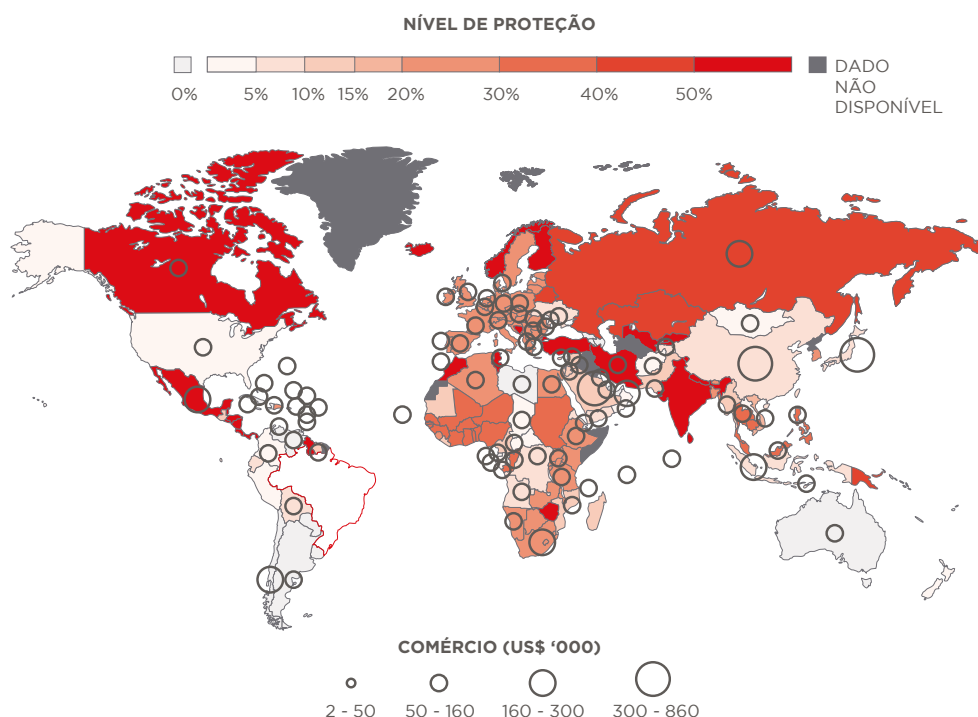 NÍVEL DE PROTEÇÃO
0% 5% 10% 15% 20% 30% 40% 50% DADO
NÃO
DISPONÍVEL
COMÉRCIO (US$ ‘000)
2 - 50 50 - 160 160 - 300 300 - 860